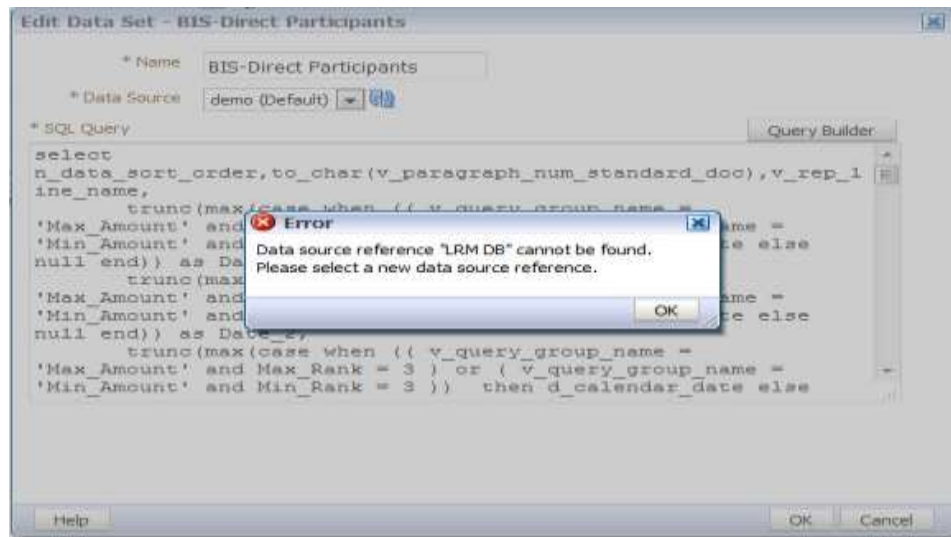 Edit Data Set - BIS-Direct Participants
* Name BIS-Direct Participants
* Data Source demo (Default)
* SQL Query
Query Builder
select
n_data_sort_order,to_char(v_paragraph_num_standard_doc),v_rep_l
ine_name,
trunc(max(case when (( v_query_group_name =
'Max_Amount' and ame =
'Min_Amount' and te else
null end)) as Da
trunc(max
'Max_Amount' and ame =
'Min_Amount' and te else
null end)) as Date_2,
trunc(max(case when (( v_query_group_name =
'Max_Amount' and Max_Rank = 3 ) or ( v_query_group_name =
'Min_Amount' and Min_Rank = 3 )) then d_calendar_date else
Error
Data source reference "LRM DB" cannot be found.
Please select a new data source reference.
OK
Help
OK
Cancel